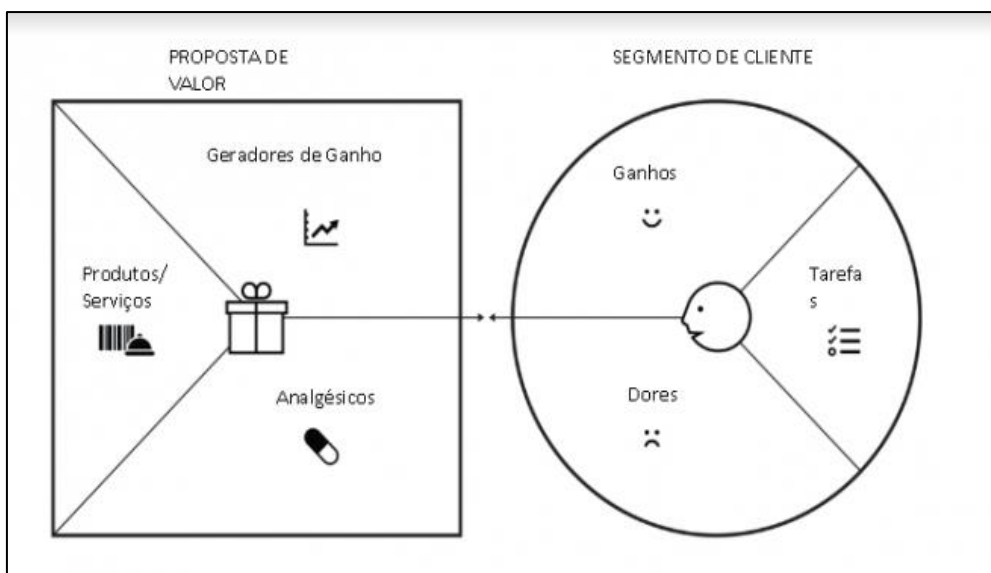 PROPOSTA DE
VALOR
SEGMENTO DE CLIENTE
Geradores de Ganho
Produtos/
Serviços
Analgésicos
Ganhos
Tarefa
s
Dores